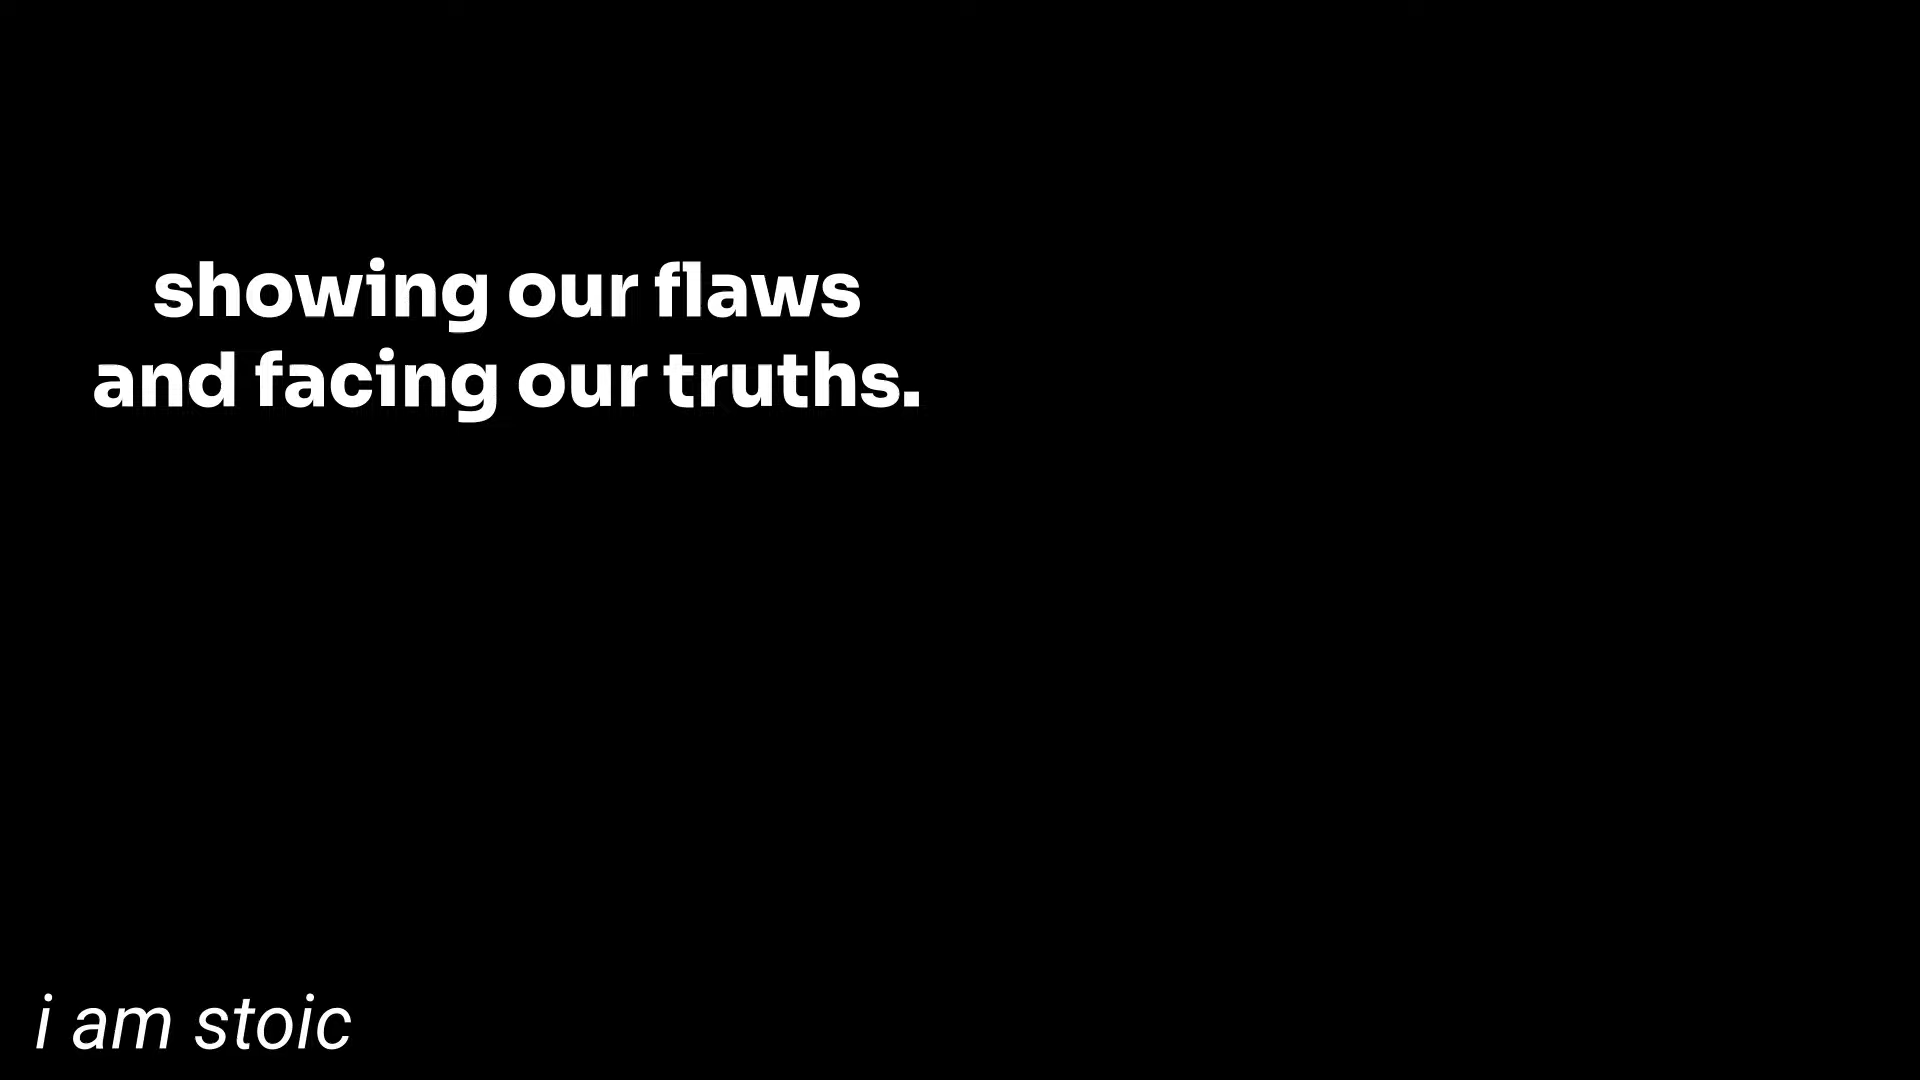 showing our flaws
and facing our truths.
i am stoic